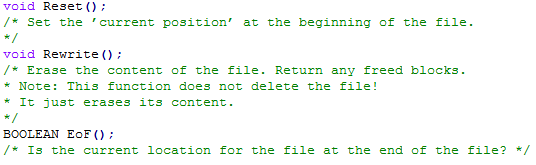 void Reset();
/* Set the ’current position’ at the beginning of the file.
*/
void Rewrite();
/* Erase the content of the file. Return any freed blocks.
* Note: This function does not delete the file!
* It just erases its content.
*/
BOOLEAN EoF();
/* Is the current location for the file at the end of the file? */